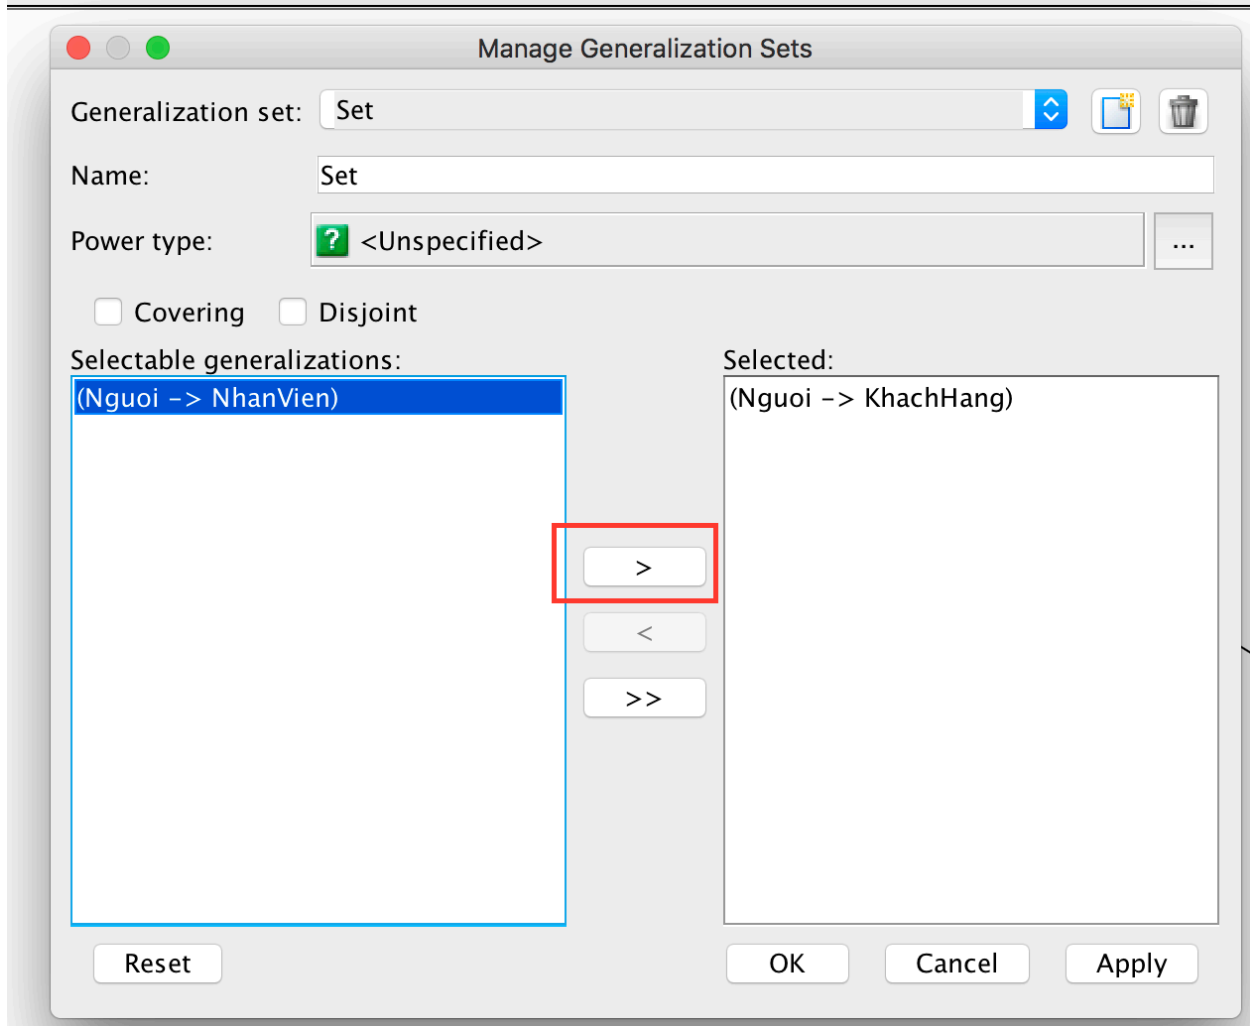 Manage Generalization Sets
Generalization set: Set
Name: Set
Power type: ? <Unspecified> ...
Covering Disjoint
Selectable generalizations: Selected:
(Nguoi -> NhanVien) (Nguoi -> KhachHang)
>
<
>>
Reset OK Cancel Apply